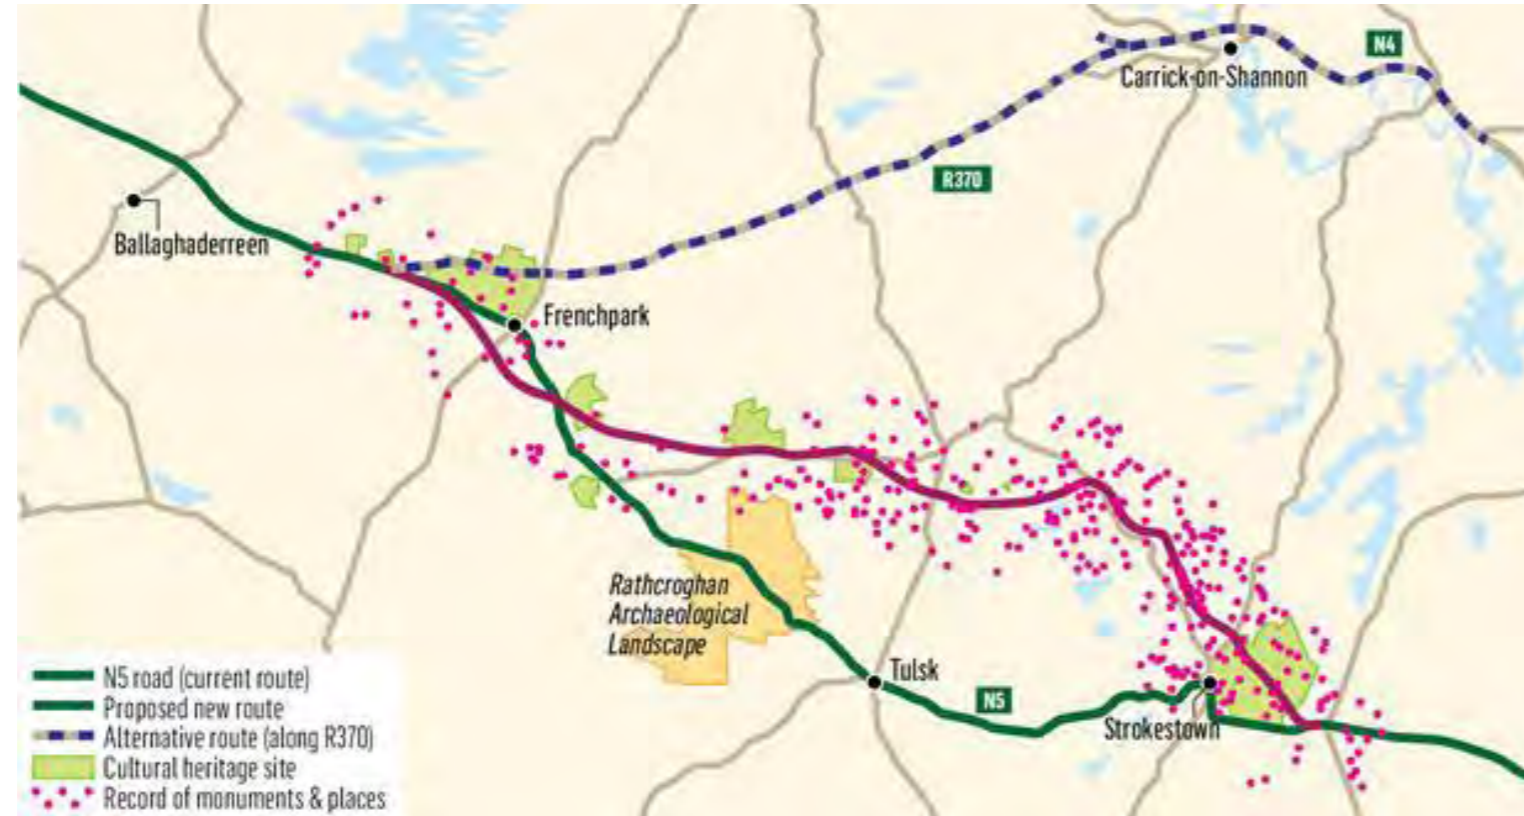 N4
Carrick-on-Shannon
R370
Ballaghaderreen
Frenchpark
Rathcroghan
Archaeological
Landscape
Tulsk
N5
Strokestown
N5 road (current route)
Proposed new route
Alternative route (along R370)
Cultural heritage site
Record of monuments & places